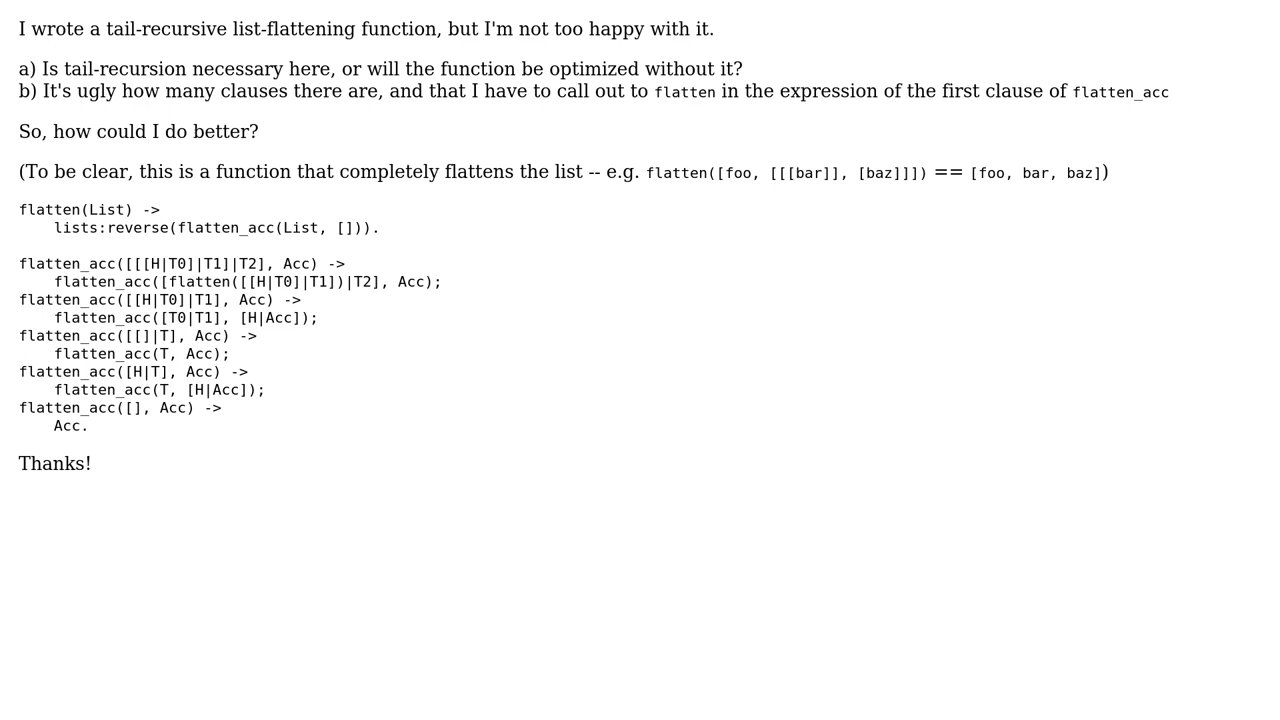 I wrote a tail-recursive list-flattening function, but I'm not too happy with it.
a) Is tail-recursion necessary here, or will the function be optimized without it?
b) It's ugly how many clauses there are, and that I have to call out to flatten in the expression of the first clause of flatten_acc
So, how could I do better?
(To be clear, this is a function that completely flattens the list -- e.g. flatten([foo, [[[bar]], [baz]]]) == [foo, bar, baz])
flatten(List) ->
    lists:reverse(flatten_acc(List, [])).
flatten_acc([[[H|T0]|T1]|T2], Acc) ->
    flatten_acc([flatten([[H|T0]|T1])|T2], Acc);
flatten_acc([[H|T0]|T1], Acc) ->
    flatten_acc([T0|T1], [H|Acc]);
flatten_acc([[]|T], Acc) ->
    flatten_acc(T, Acc);
flatten_acc([H|T], Acc) ->
    flatten_acc(T, [H|Acc]);
flatten_acc([], Acc) ->
    Acc.
Thanks!